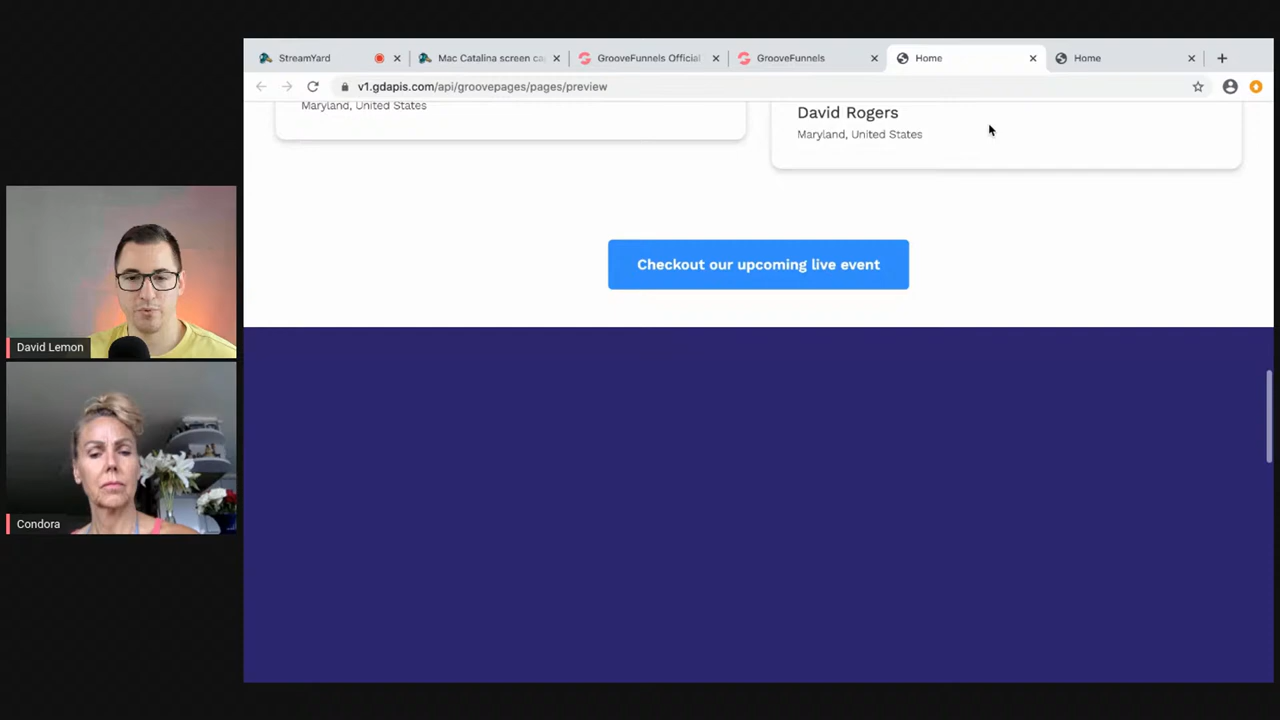 StreamYard
Mac Catalina screen ca
GrooveFunnels Official
GrooveFunnels
Home
Home
v1.gdapis.com/api/groovepages/pages/preview
Maryland, United States
David Rogers
Maryland, United States
Checkout our upcoming live event
David Lemon
Condora